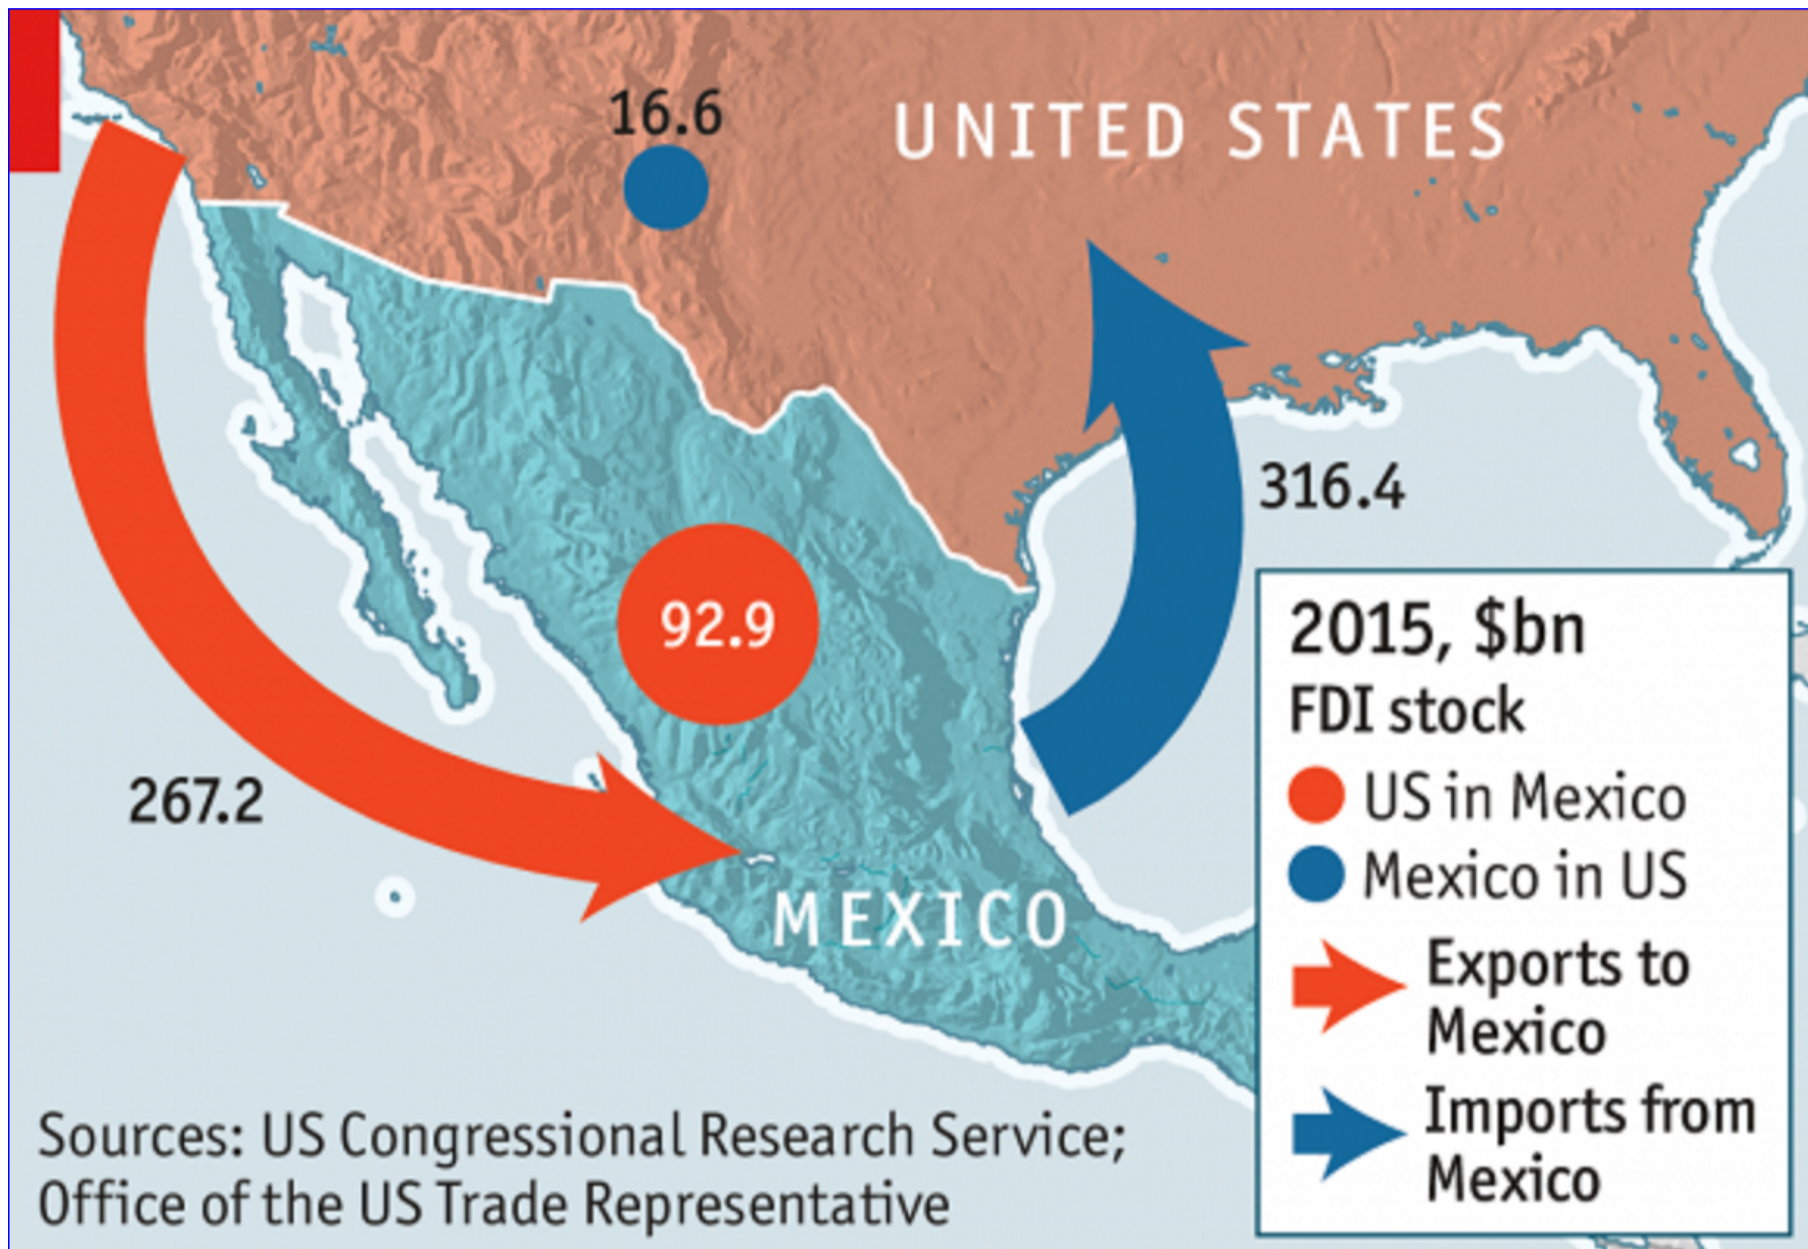 16.6
UNITED STATES
316.4
92.9
267.2
MEXICO
2015, $bn
FDI stock
US in Mexico
Mexico in US
Exports to
Mexico
Imports from
Mexico
Sources: US Congressional Research Service;
Office of the US Trade Representative